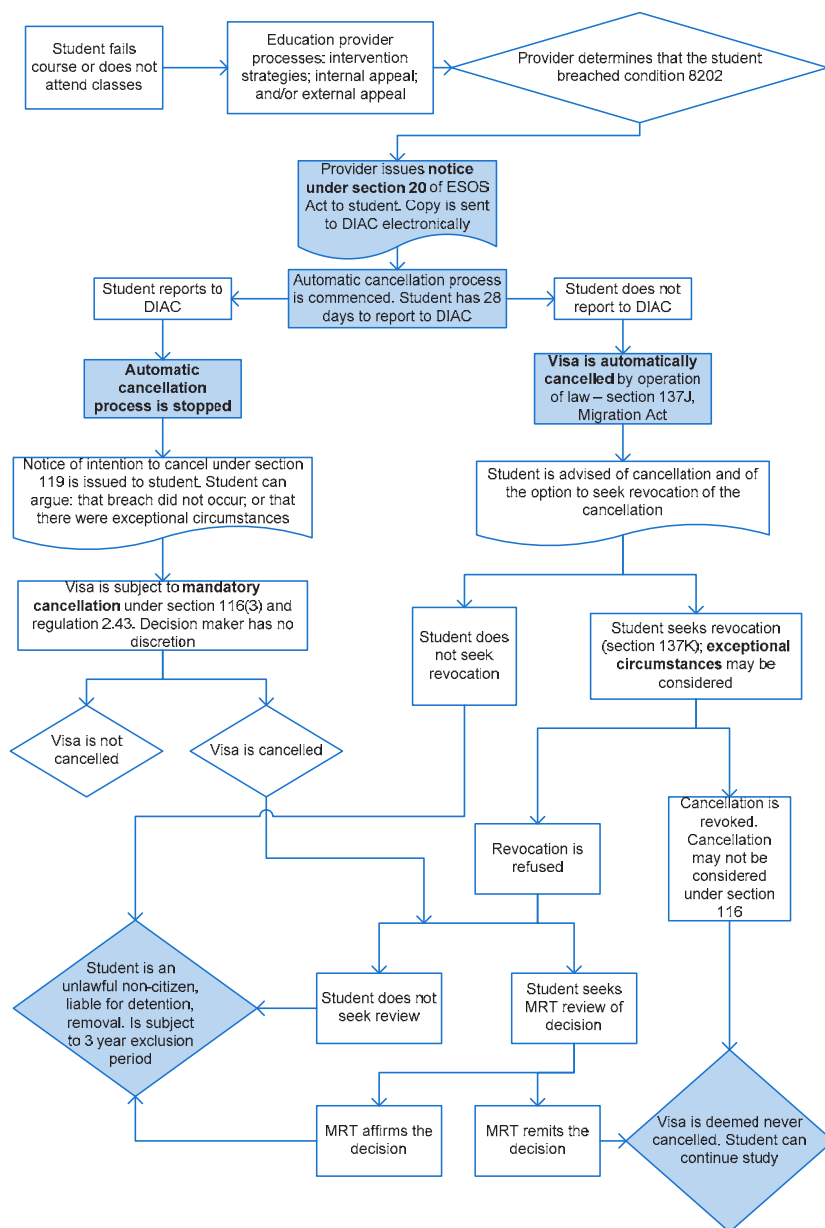 Student fails
course or does not
attend classes
Education provider
processes: intervention
strategies; internal appeal;
and/or external appeal
Provider determines that the student
breached condition 8202
Provider issues notice
under section 20 of ESOS
Act to student. Copy is sent
to DIAC electronically
Student reports to
DIAC
Automatic cancellation process
is commenced. Student has 28
days to report to DIAC
Student does not
report to DIAC
Automatic
cancellation
process is stopped
Visa is automatically
cancelled by operation
of law – section 137J,
Migration Act
Notice of intention to cancel under section
119 is issued to student. Student can
argue: that breach did not occur; or that
there were exceptional circumstances
Student is advised of cancellation and of
the option to seek revocation of the
cancellation
Visa is subject to mandatory
cancellation under section 116(3) and
regulation 2.43. Decision maker has no
discretion
Student does
not seek
revocation
Student seeks revocation
(section 137K); exceptional
circumstances may be
considered
Visa is not
cancelled
Visa is cancelled
Revocation is
refused
Cancellation is
revoked.
Cancellation
may not be
considered
under section
116
Student is an
unlawful non-citizen,
liable for detention,
removal. Is subject
to 3 year exclusion
period
Student does not
seek review
Student seeks
MRT review of
decision
MRT affirms the
decision
MRT remits the
decision
Visa is deemed never
cancelled. Student can
continue study